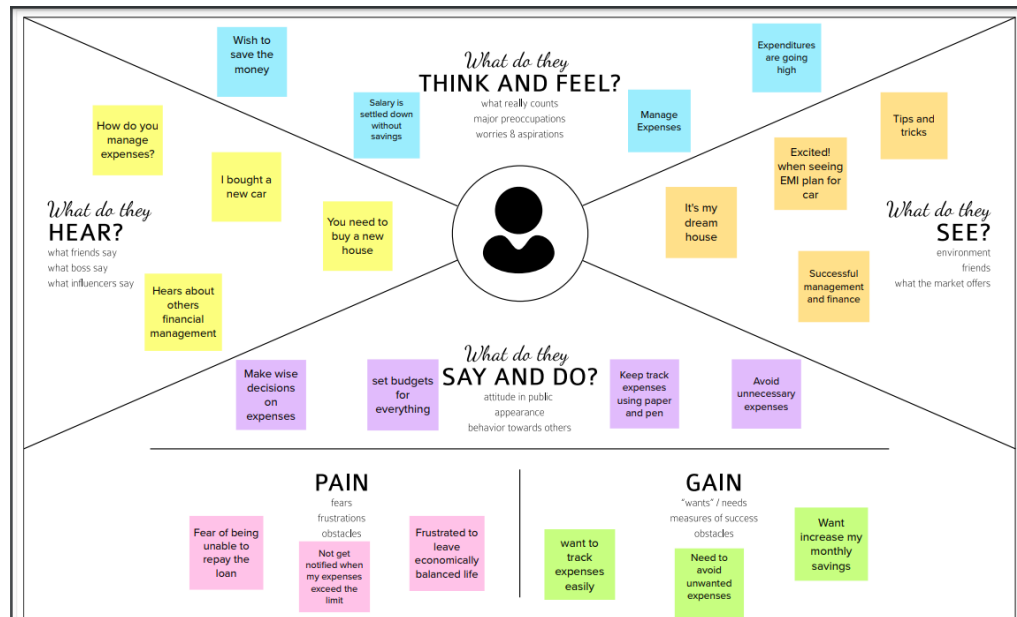 What do they
THINK AND FEEL?
what really counts
major preoccupations
worries & aspirations
Wish to
save the
money
Salary is
settled down
without
savings
Manage
Expenses
Expenditures
are going
high
What do they
HEAR?
what friends say
what boss say
what influencers say
How do you
manage
expenses?
I bought a
new car
You need to
buy a new
house
Hears about
others
financial
management
What do they
SEE?
environment
friends
what the market offers
Tips and
tricks
Excited!
when seeing
EMI plan for
car
It's my
dream
house
Successful
management
and finance
What do they
SAY AND DO?
attitude in public
appearance
behavior towards others
Make wise
decisions
on
expenses
set budgets
for
everything
Keep track
expenses
using paper
and pen
Avoid
unnecessary
expenses
PAIN
fears
frustrations
obstacles
Fear of being
unable to
repay the
loan
Not get
notified when
my expenses
exceed the
limit
Frustrated to
leave
economically
balanced life
GAIN
"wants" / needs
measures of success
obstacles
want to
track
expenses
easily
Need to
avoid
unwanted
expenses
Want
increase my
monthly
savings